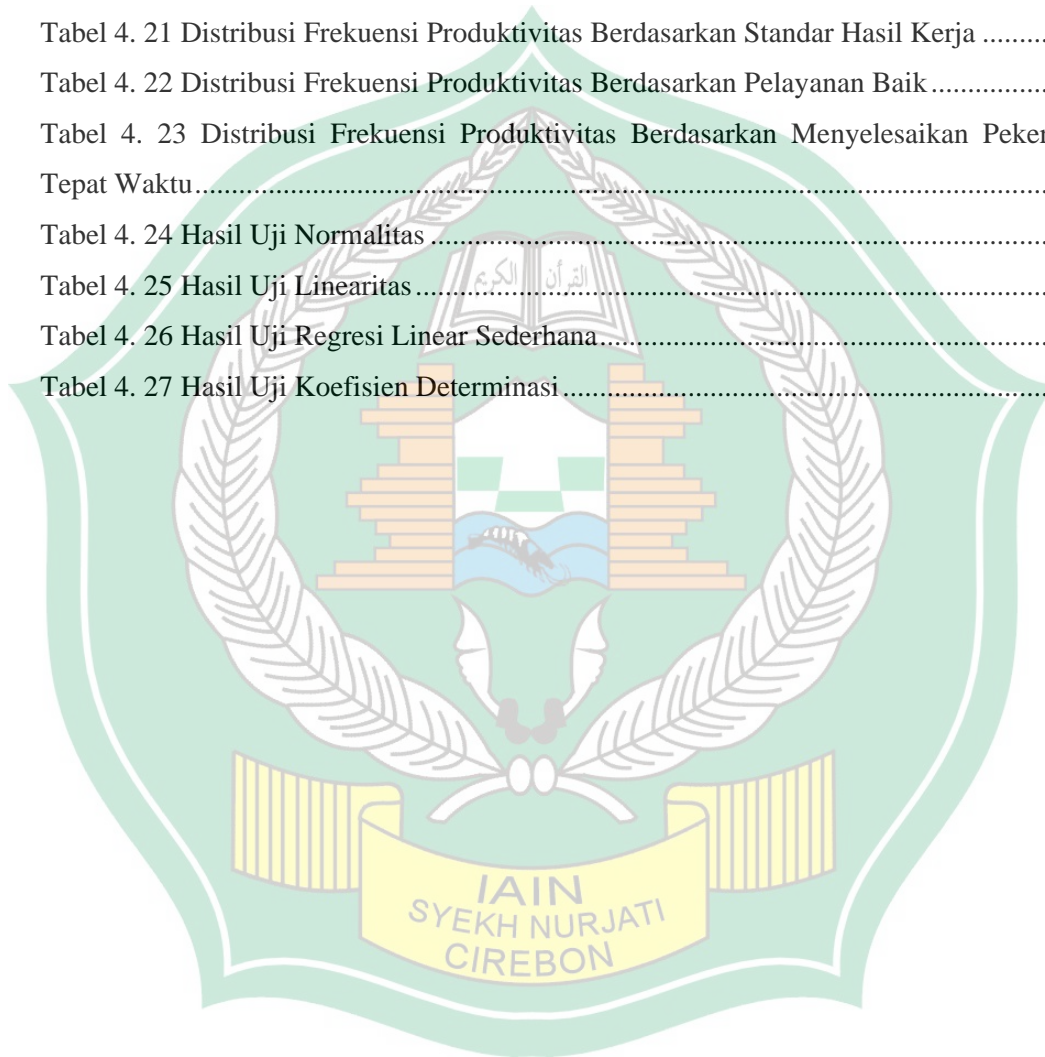 Tabel 4. 21 Distribusi Frekuensi Produktivitas Berdasarkan Standar Hasil Kerja .........
Tabel 4. 22 Distribusi Frekuensi Produktivitas Berdasarkan Pelayanan Baik.................
Tabel 4. 23 Distribusi Frekuensi Produktivitas Berdasarkan Menyelesaikan Peker
Tepat Waktu................................................................
Tabel 4. 24 Hasil Uji Normalitas ................................................................
Tabel 4. 25 Hasil Uji Linearitas................................................................
Tabel 4. 26 Hasil Uji Regresi Linear Sederhana................................................................
Tabel 4. 27 Hasil Uji Koefisien Determinasi................................................................
القرأن الكريم
IAIN
SYEKH NURJATI
CIREBON